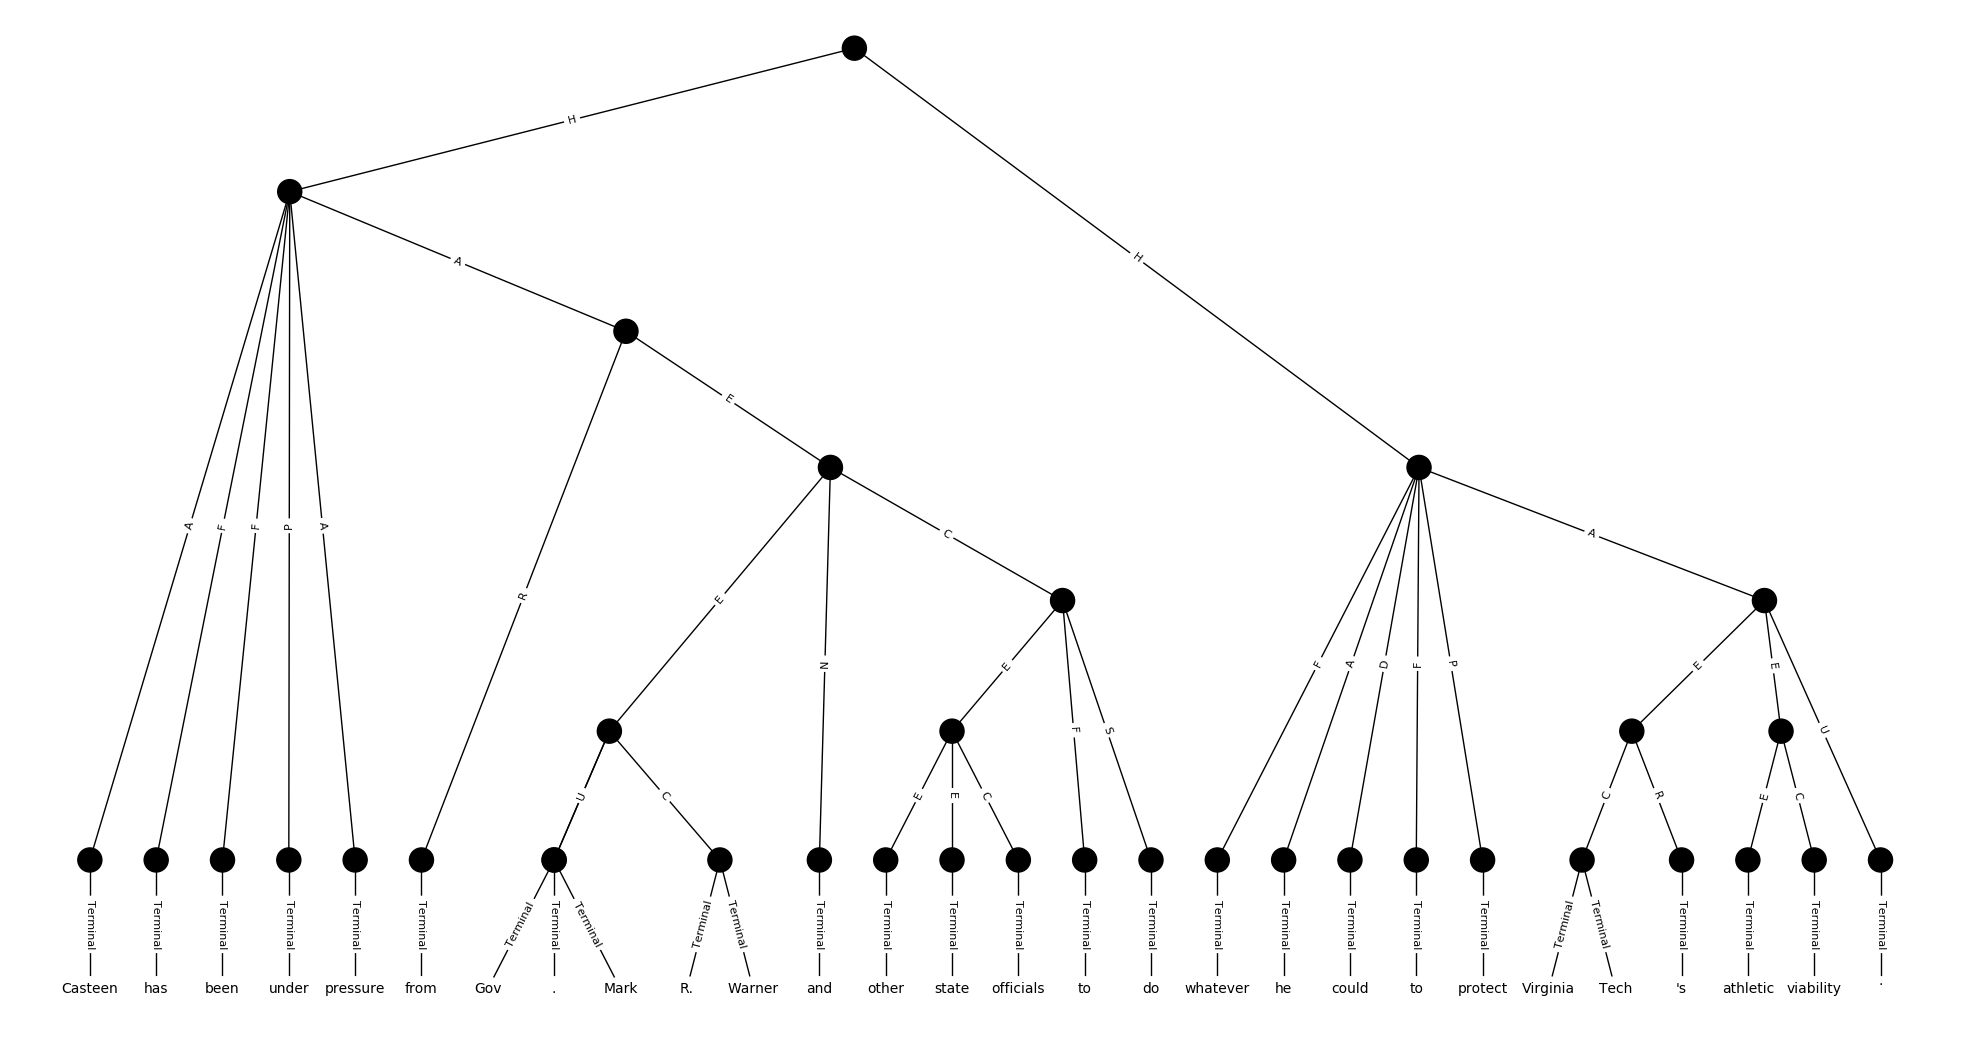 H
H
A
E
A F F P A
C
A
R
E
N
E
F A D F P
E
E
F
S
U
U
C
E
E
C
C
R
E
C
Terminal Terminal Terminal Terminal Terminal Terminal Terminal Terminal Terminal Terminal Terminal Terminal Terminal Terminal Terminal Terminal Terminal Terminal Terminal Terminal Terminal Terminal Terminal Terminal Terminal Terminal Terminal Terminal
Casteen has been under pressure from Gov . Mark R. Warner and other state officials to do whatever he could to protect Virginia Tech 's athletic viability .